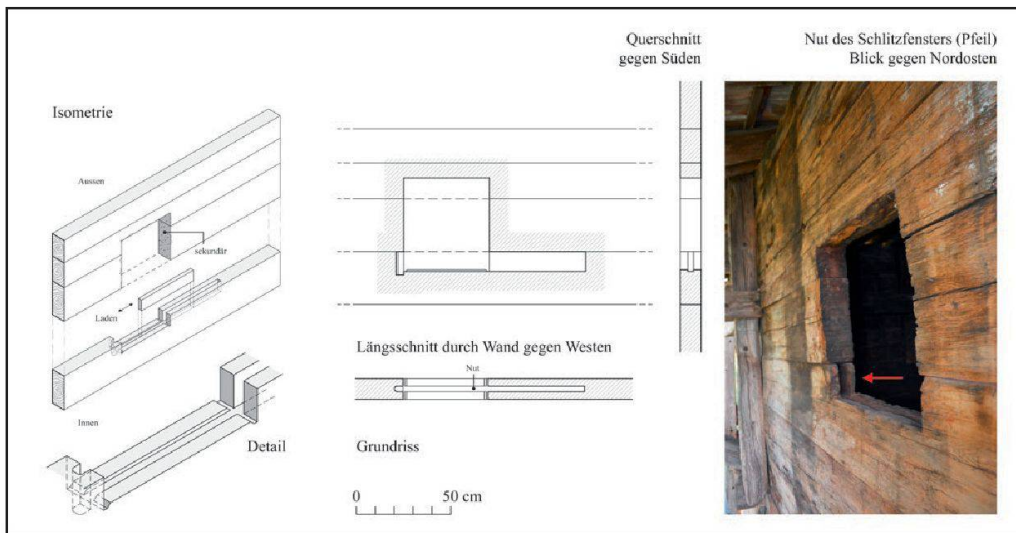 Querschnitt
gegen Süden
Nut des Schlitzfensters (Pfeil)
Blick gegen Nordosten
Isometrie
Aussen
sekundär
Laden
Innen
Detail
Längsschnitt durch Wand gegen Westen
Nut
Grundriss
0 50 cm